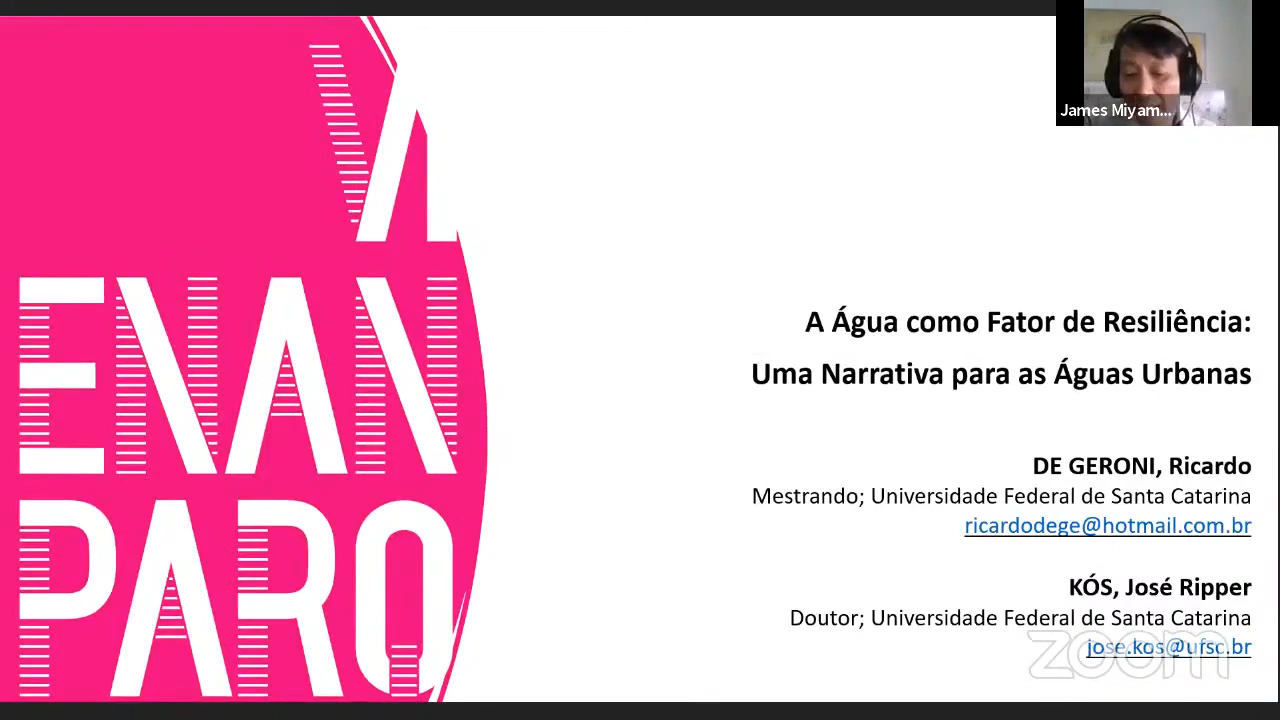 James Miyam...
ENAN
PARQ
A Água como Fator de Resiliência:
Uma Narrativa para as Águas Urbanas
DE GERONI, Ricardo
Mestrando; Universidade Federal de Santa Catarina
ricardodege@hotmail.com.br
KÓS, José Ripper
Doutor; Universidade Federal de Santa Catarina
jose.kos@ufsc.br
zoom